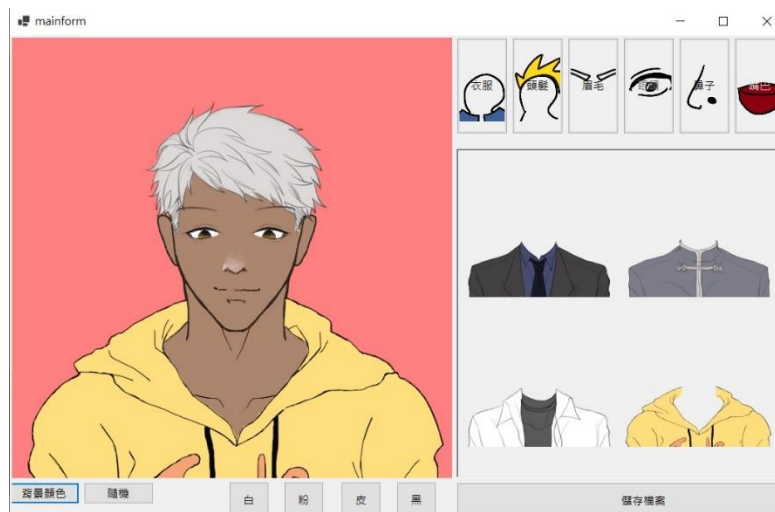 mainform
衣服
頭髮
眉毛
眼睛
鼻子
嘴巴
背景顏色
隨機
白
粉
皮
黑
儲存檔案